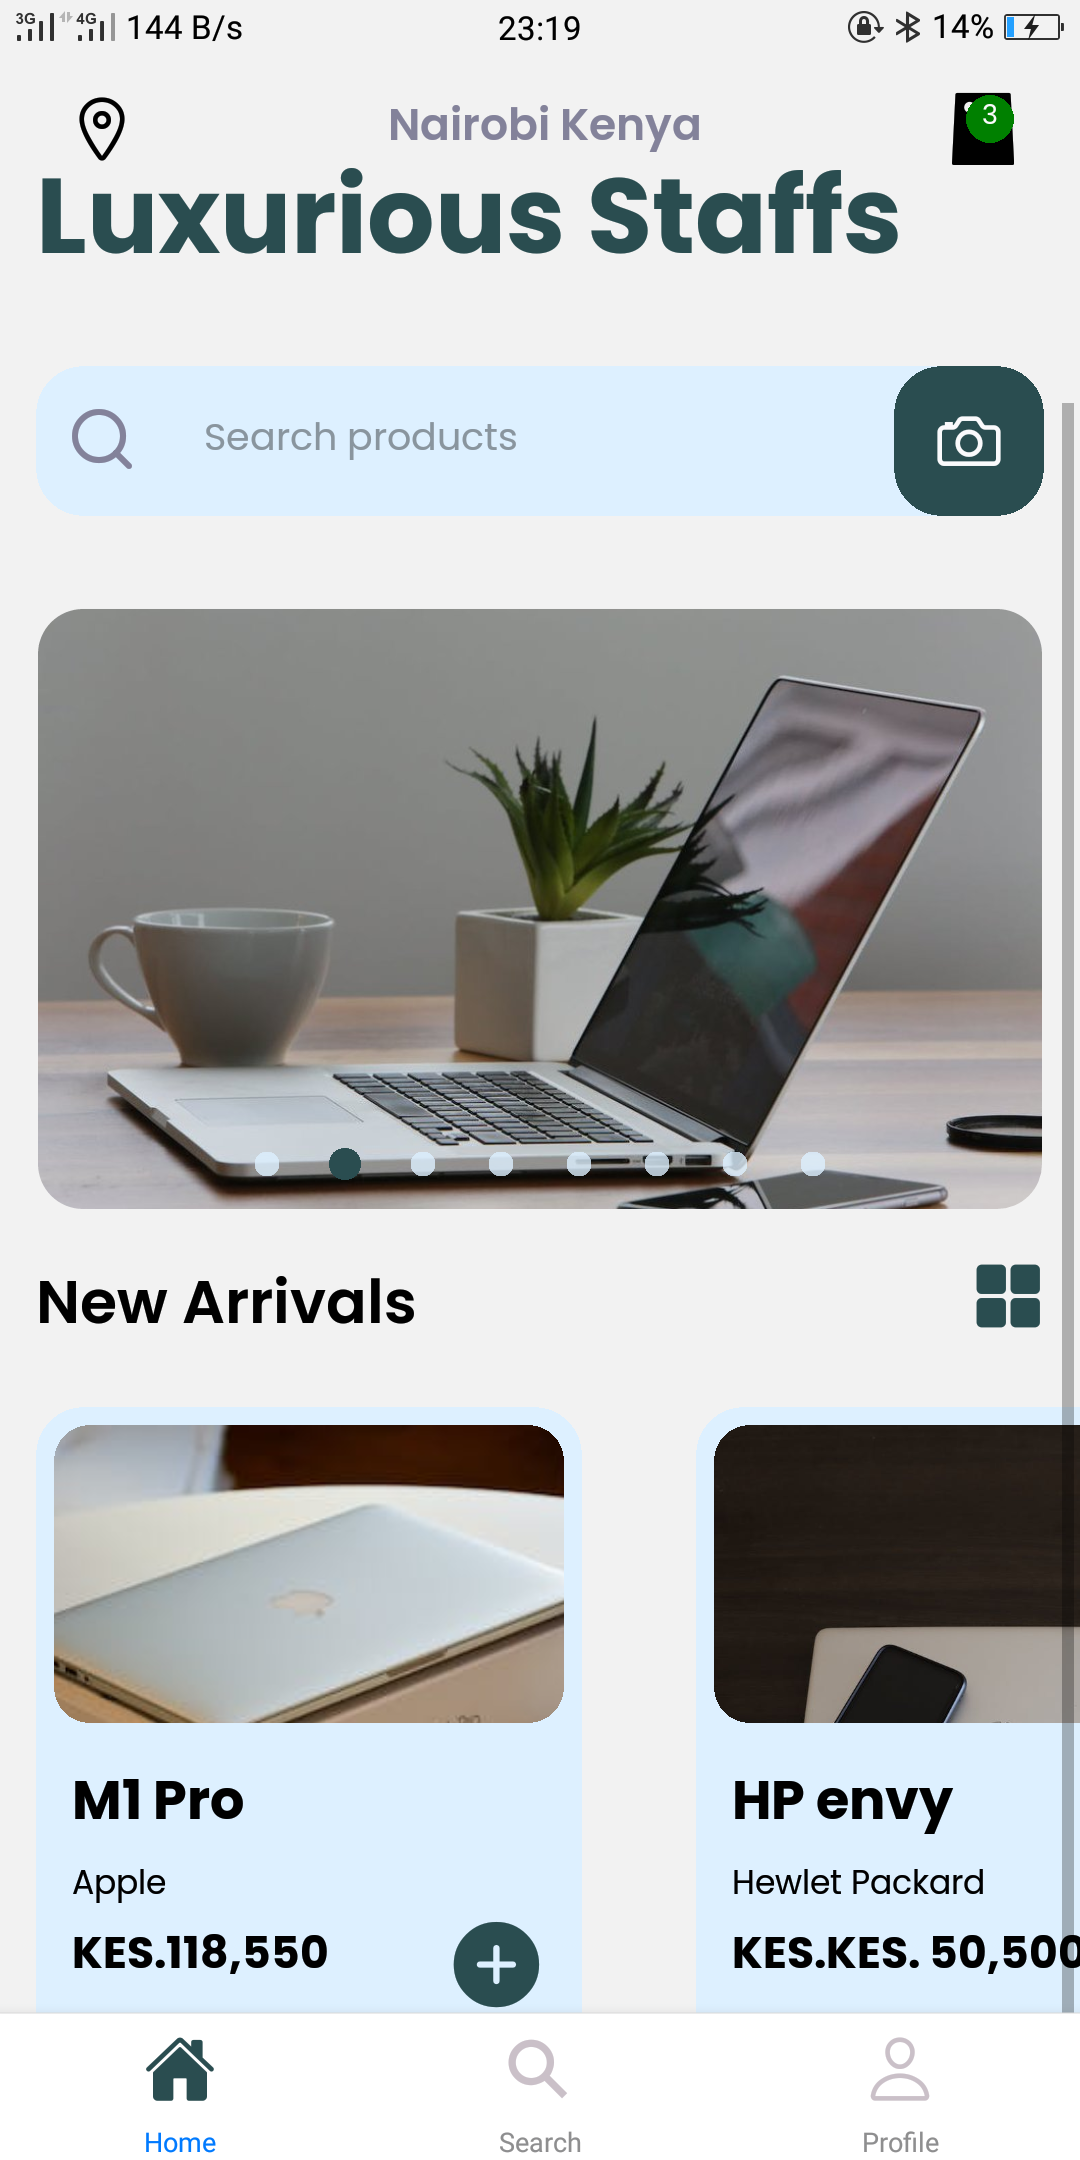 3G 4G 144 B/s 23:19 14%
Nairobi Kenya 3
Luxurious Staffs
Search products
New Arrivals
M1 Pro
Apple
KES.118,550
HP envy
Hewlet Packard
KES.KES. 50,500
Home Search Profile